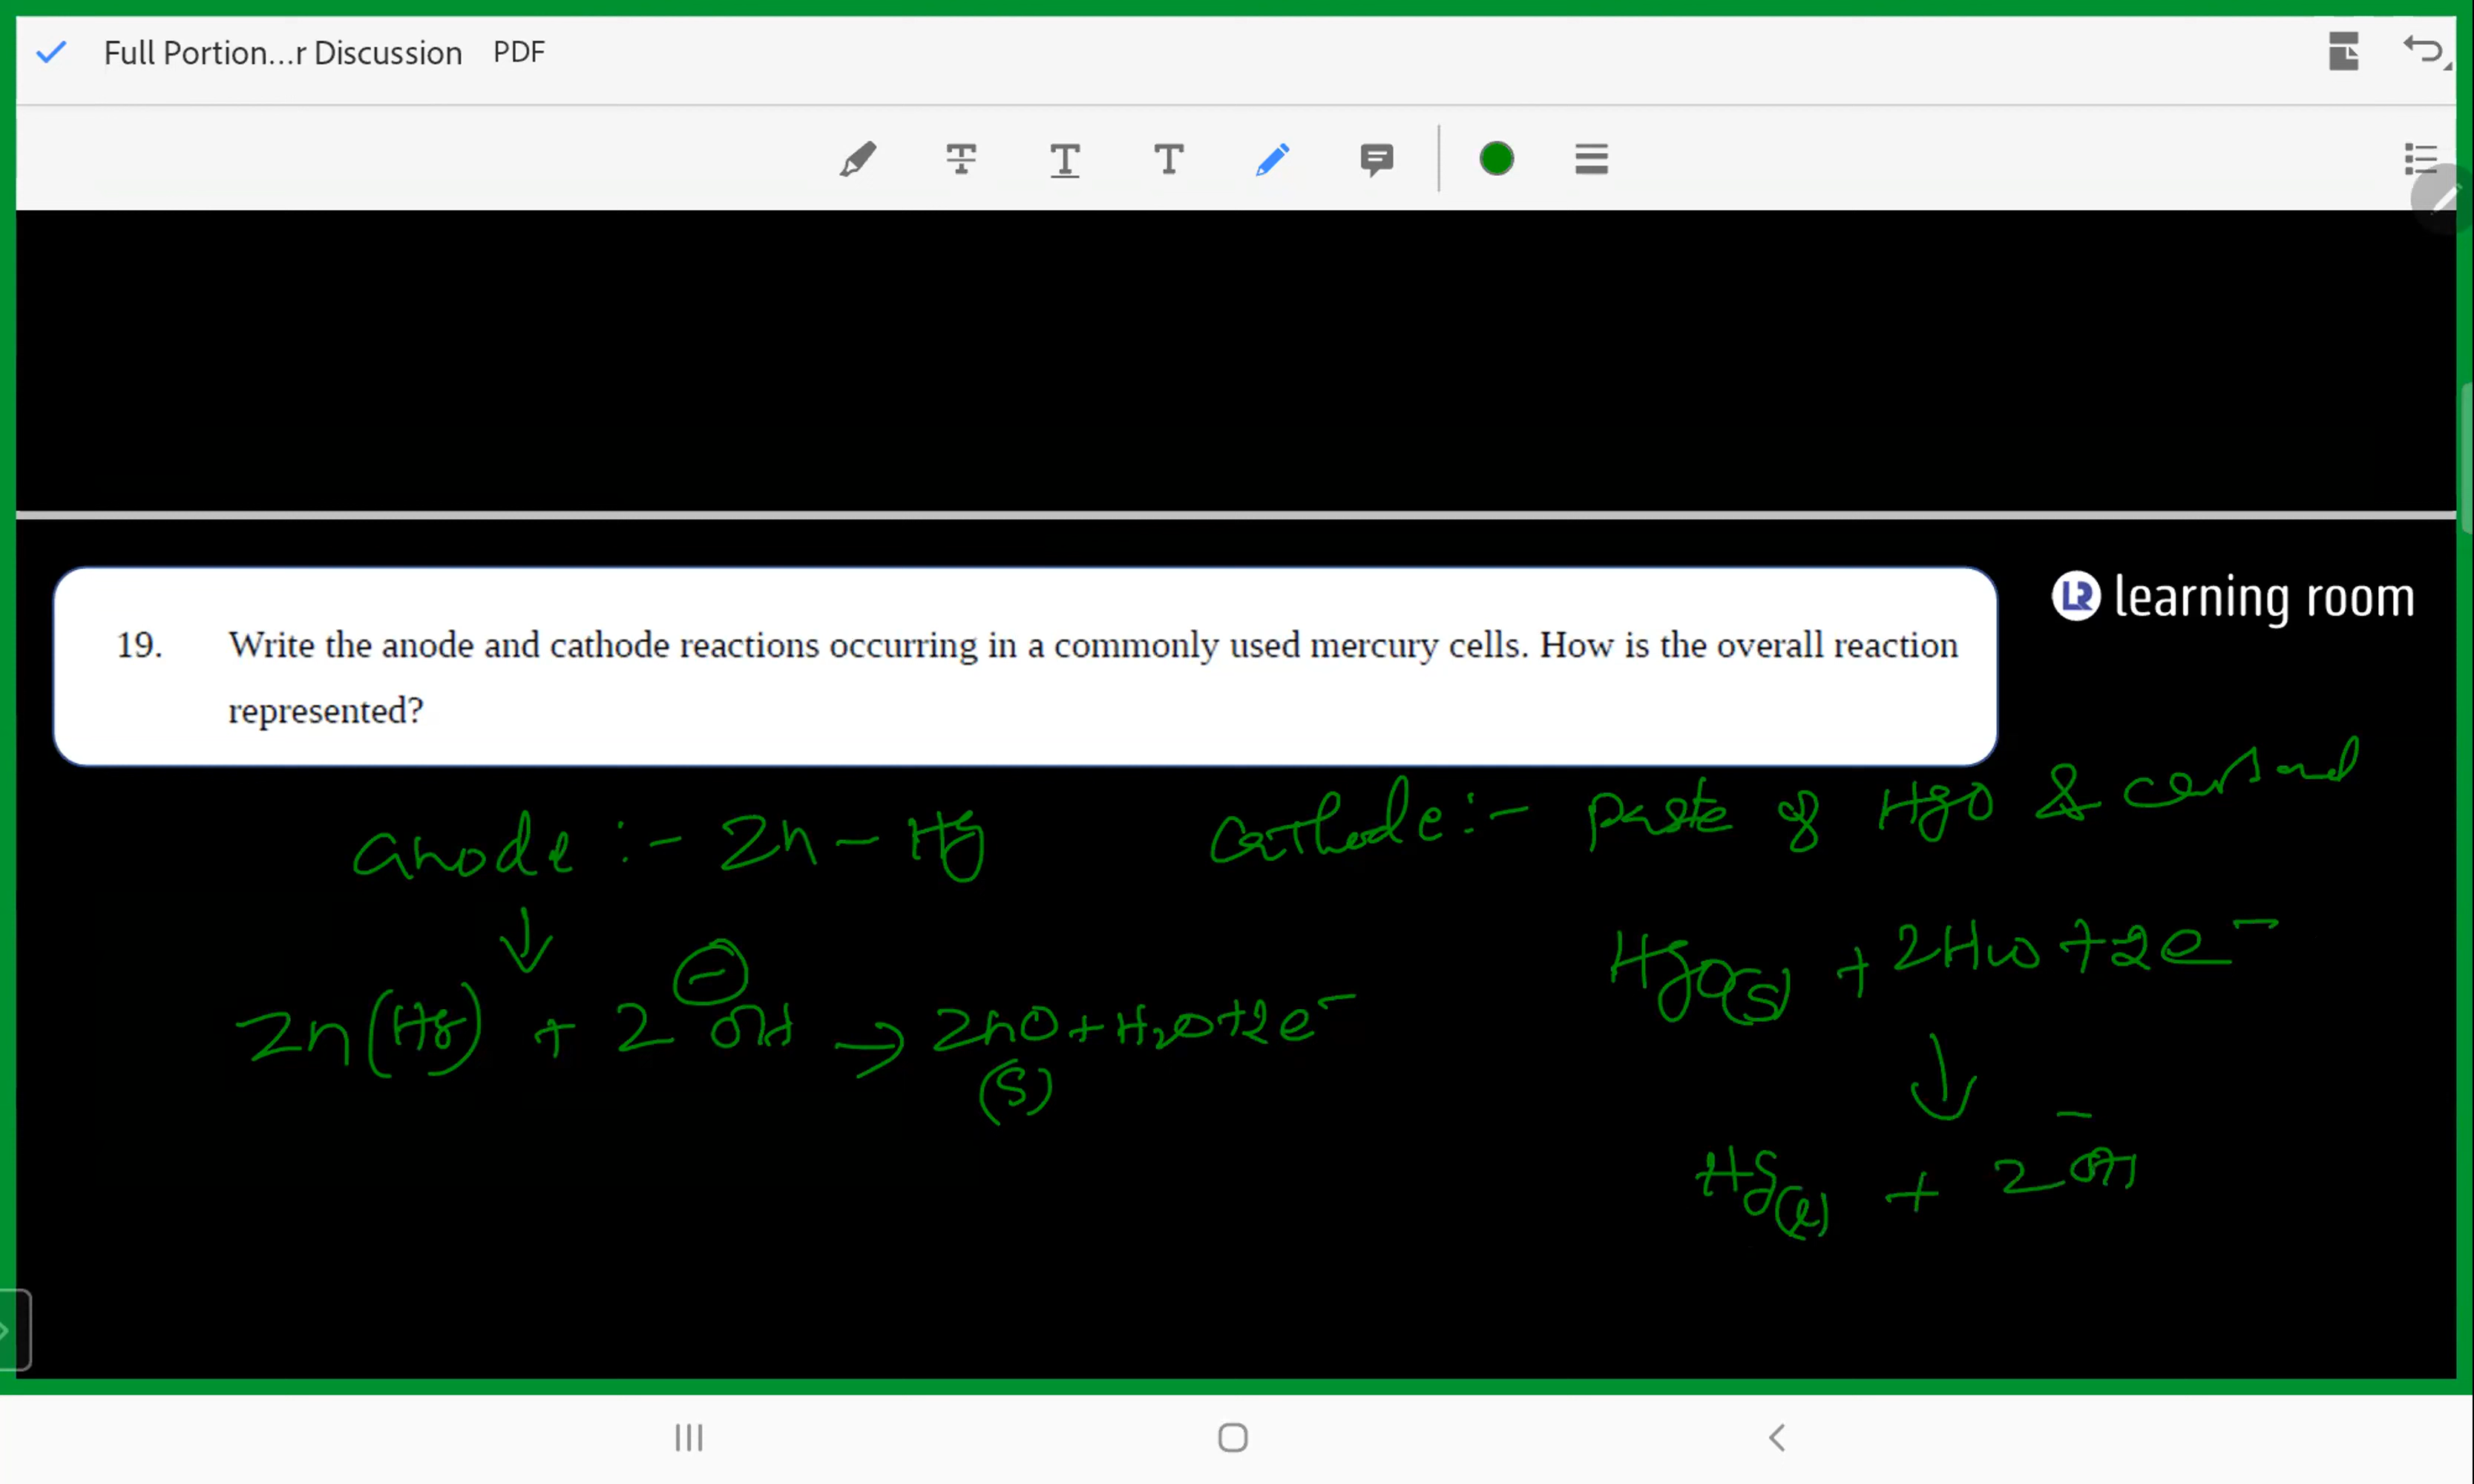 Full Portion...r Discussion PDF
learning room
19. Write the anode and cathode reactions occurring in a commonly used mercury cells. How is the overall reaction
represented?
anode :- Zn - Hg
Cathode :- paste of HgO &
Zn(Hg) + 2 OH⁻ → ZnO(s) + H₂O + 2e⁻
HgO(s) + 2e⁻
↓
Hg(l) + 2 OH⁻